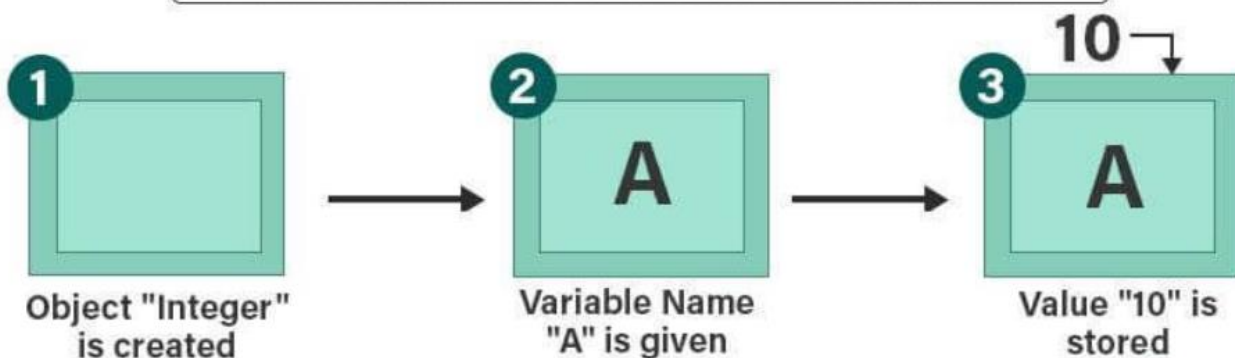 10
1
2
3
A
A
Object "Integer"
is created
Variable Name
"A" is given
Value "10" is
stored